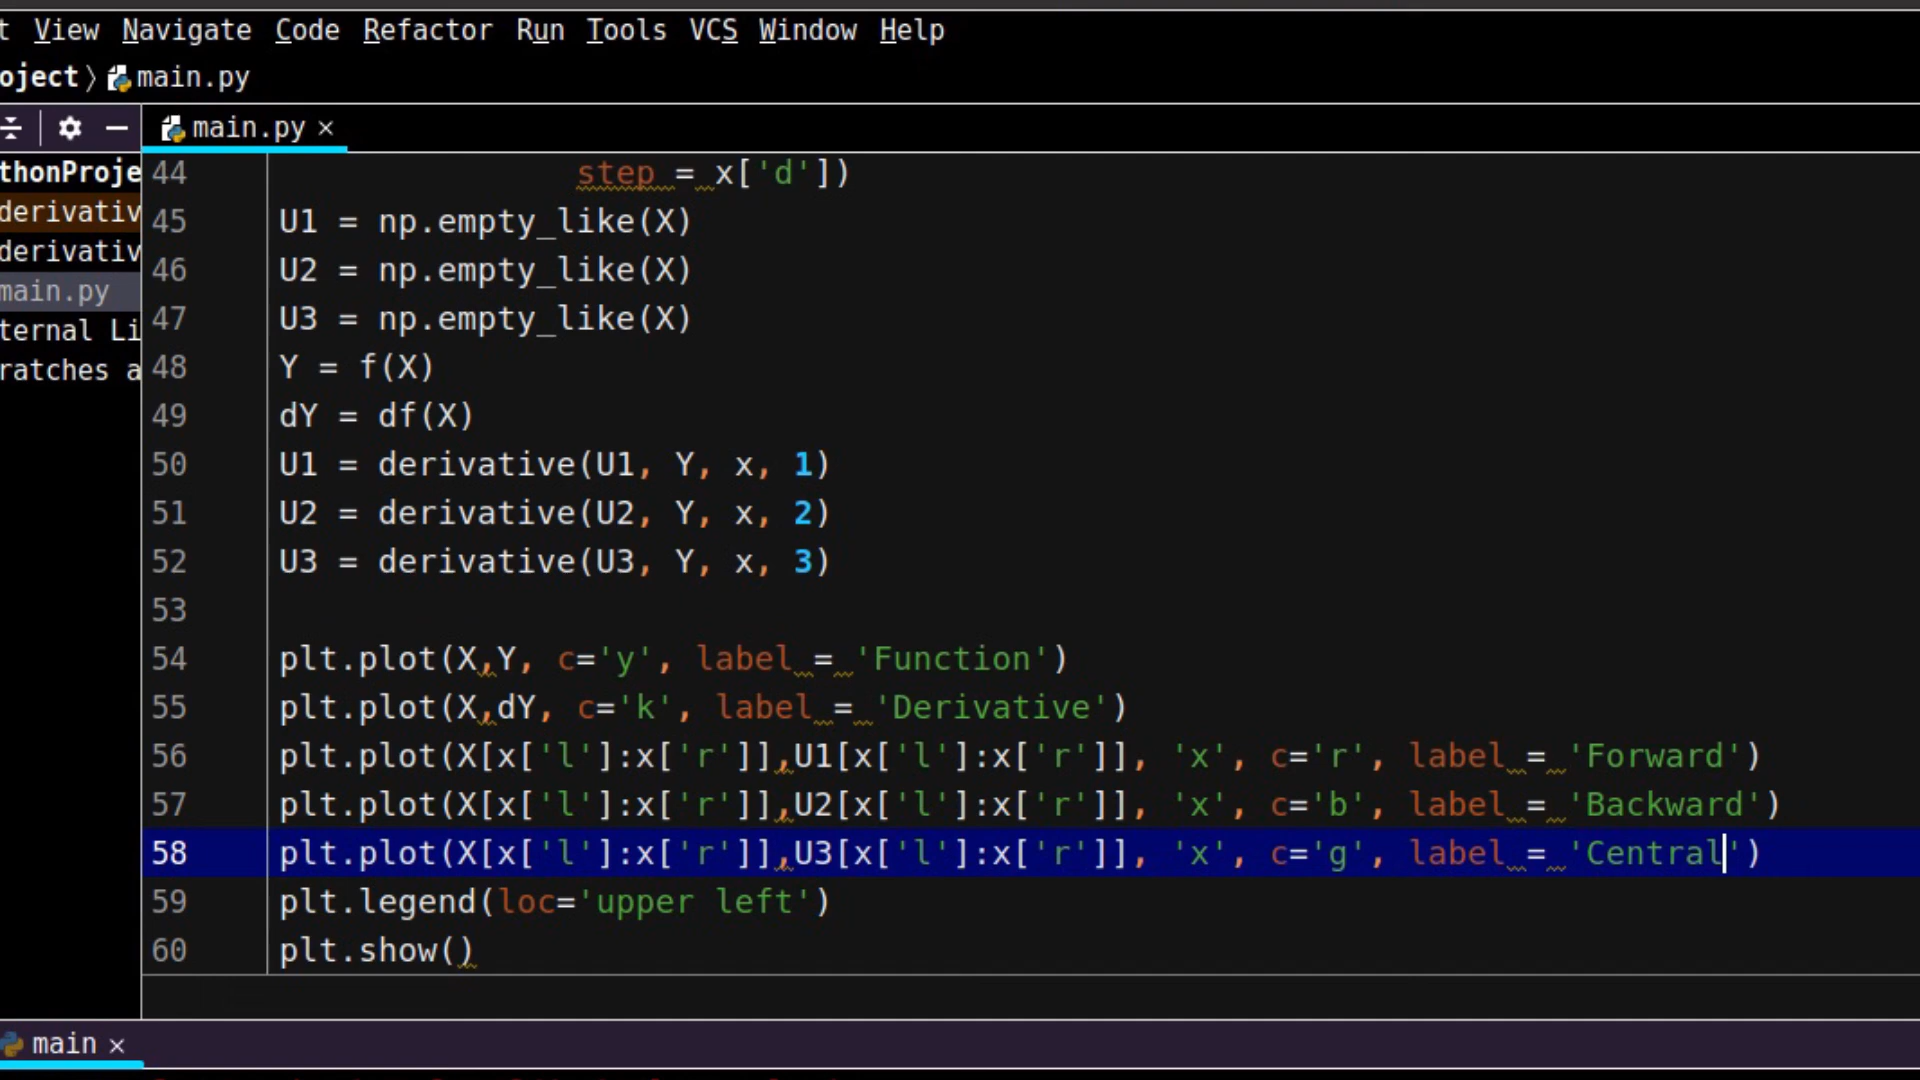 t View Navigate Code Refactor Run Tools VCS Window Help
oject 〉 main.py
main.py ×
thonProje
derivativ
derivativ
main.py
ternal Li
ratches a
44 step = x['d'])
45 U1 = np.empty_like(X)
46 U2 = np.empty_like(X)
47 U3 = np.empty_like(X)
48 Y = f(X)
49 dY = df(X)
50 U1 = derivative(U1, Y, x, 1)
51 U2 = derivative(U2, Y, x, 2)
52 U3 = derivative(U3, Y, x, 3)
53
54 plt.plot(X,Y, c='y', label = 'Function')
55 plt.plot(X,dY, c='k', label = 'Derivative')
56 plt.plot(X[x['l']:x['r']],U1[x['l']:x['r']], 'x', c='r', label = 'Forward')
57 plt.plot(X[x['l']:x['r']],U2[x['l']:x['r']], 'x', c='b', label = 'Backward')
58 plt.plot(X[x['l']:x['r']],U3[x['l']:x['r']], 'x', c='g', label = 'Central')
59 plt.legend(loc='upper left')
60 plt.show()
main ×